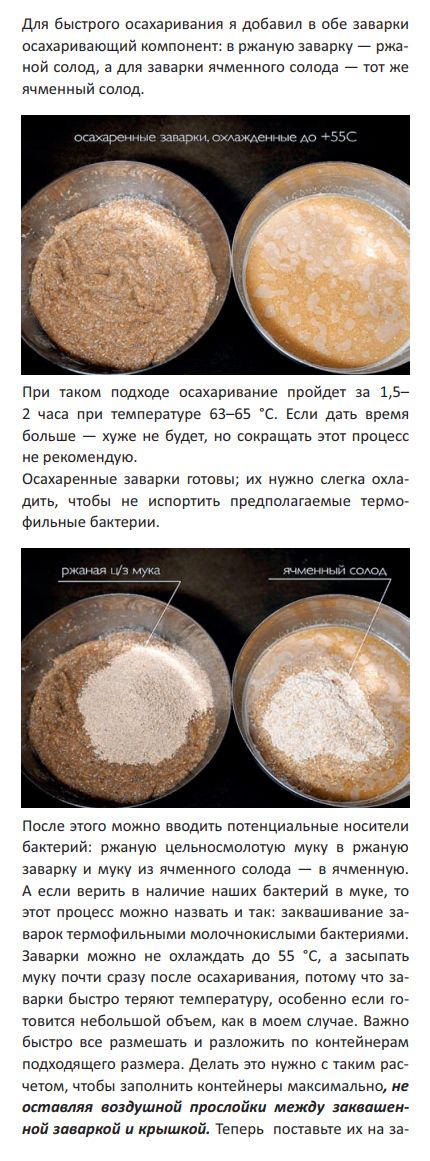 Для быстрого осахаривания я добавил в обе заварки
осахаривающий компонент: в ржаную заварку — ржа-
ной солод, а для заварки ячменного солода — тот же
ячменный солод.
осахаренные заварки, охлажденные до +55С
При таком подходе осахаривание пройдет за 1,5–
2 часа при температуре 63–65 °С. Если дать время
больше — хуже не будет, но сокращать этот процесс
не рекомендую.
Осахаренные заварки готовы; их нужно слегка охла-
дить, чтобы не испортить предполагаемые термо-
фильные бактерии.
ржаная ц/з мука
ячменный солод
После этого можно вводить потенциальные носители
бактерий: ржаную цельносмолотую муку в ржаную
заварку и муку из ячменного солода — в ячменную.
А если верить в наличие наших бактерий в муке, то
этот процесс можно назвать и так: заквашивание за-
варок термофильными молочнокислыми бактериями.
Заварки можно не охлаждать до 55 °С, а засыпать
муку почти сразу после осахаривания, потому что за-
варки быстро теряют температуру, особенно если го-
товится небольшой объем, как в моем случае. Важно
быстро все размешать и разложить по контейнерам
подходящего размера. Делать это нужно с таким рас-
четом, чтобы заполнить контейнеры максимально, не
оставляя воздушной прослойки между заквашен-
ной заваркой и крышкой. Теперь поставьте их на за-